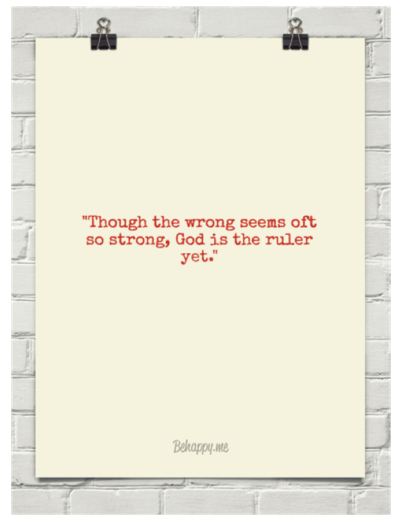 "Though the wrong seems oft
so strong, God is the ruler
yet."
Behappy.me